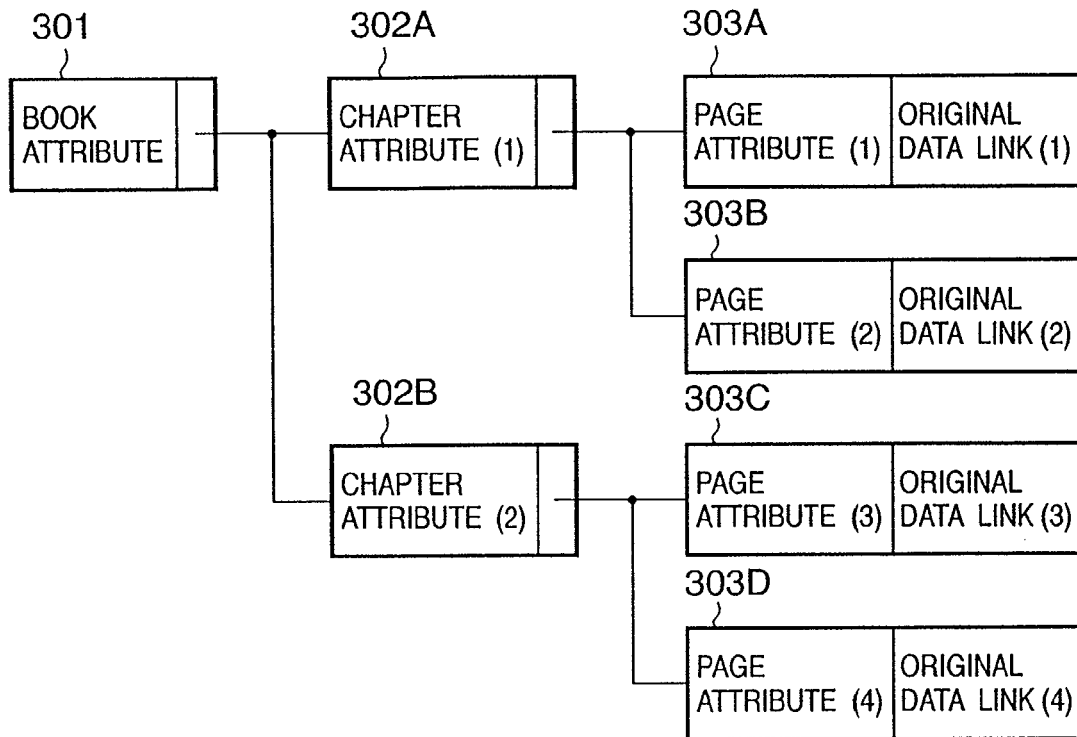 301
BOOK
ATTRIBUTE
302A
CHAPTER
ATTRIBUTE (1)
303A
PAGE
ATTRIBUTE (1)
ORIGINAL
DATA LINK (1)
303B
PAGE
ATTRIBUTE (2)
ORIGINAL
DATA LINK (2)
302B
CHAPTER
ATTRIBUTE (2)
303C
PAGE
ATTRIBUTE (3)
ORIGINAL
DATA LINK (3)
303D
PAGE
ATTRIBUTE (4)
ORIGINAL
DATA LINK (4)